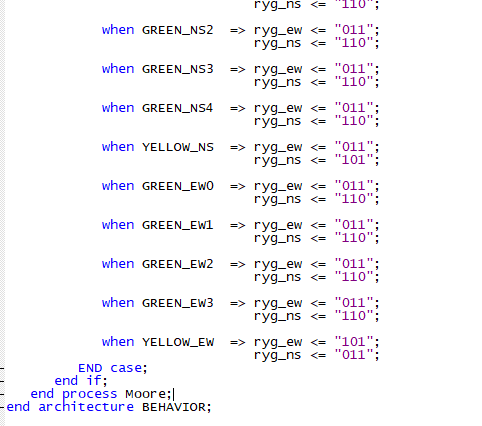 ryg_ns <= "110";
when GREEN_NS2 => ryg_ew <= "011";
ryg_ns <= "110";
when GREEN_NS3 => ryg_ew <= "011";
ryg_ns <= "110";
when GREEN_NS4 => ryg_ew <= "011";
ryg_ns <= "110";
when YELLOW_NS => ryg_ew <= "011";
ryg_ns <= "101";
when GREEN_EW0 => ryg_ew <= "011";
ryg_ns <= "110";
when GREEN_EW1 => ryg_ew <= "011";
ryg_ns <= "110";
when GREEN_EW2 => ryg_ew <= "011";
ryg_ns <= "110";
when GREEN_EW3 => ryg_ew <= "011";
ryg_ns <= "110";
when YELLOW_EW => ryg_ew <= "101";
ryg_ns <= "011";
END case;
end if;
end process Moore;
end architecture BEHAVIOR;